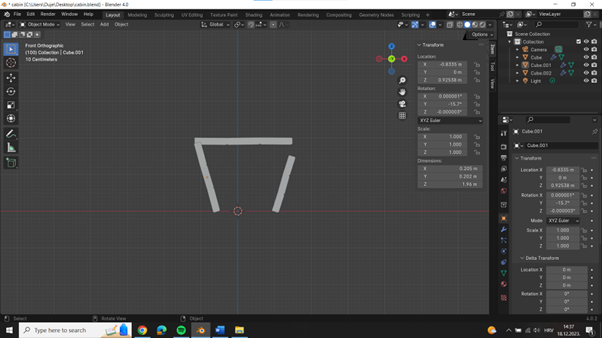 * cabin [C:\Users\Dujel\Desktop\cabin.blend] - Blender 4.0
File Edit Render Window Help Layout Modeling Sculpting UV Editing Texture Paint Shading Animation Rendering Compositing Geometry Nodes Scripting Scene ViewLayer
Object Mode View Select Add Object Global
Options
Front Orthographic
(100) Collection | Cube.001
10 Centimeters
Transform
Location:
X -0.8335 m
Y 0 m
Z 0.92538 m
Rotation:
X 0.000001°
Y -15.7°
Z -0.000003°
XYZ Euler
Scale:
X 1.000
Y 1.000
Z 1.000
Dimensions:
X 0.205 m
Y 0.202 m
Z 1.96 m
Item
Tool
View
Scene Collection
Collection
Camera
Cube
Cube.001
Cube.002
Light
Cube.001
Cube.001
Transform
Location X -0.8335 m
Y 0 m
Z 0.92538 m
Rotation X 0.000001°
Y -15.7°
Z -0.000003°
Mode XYZ Euler
Scale X 1.000
Y 1.000
Z 1.000
Delta Transform
Location X 0 m
Y 0 m
Z 0 m
Rotation X 0°
Y 0°
Z 0°
Select Rotate View Object 4.0.2
Type here to search
HRV
14:37
18.12.2023.